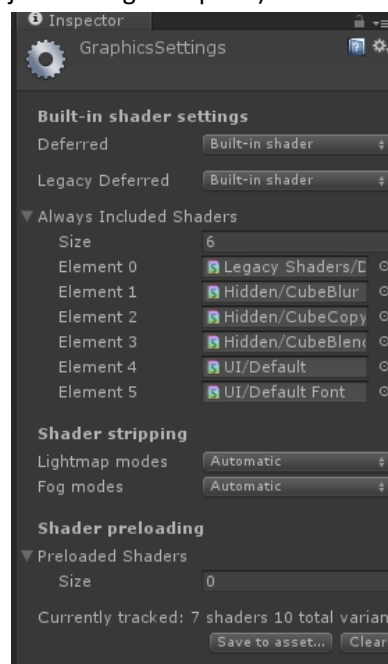 Inspector
GraphicsSettings
Built-in shader settings
Deferred Built-in shader
Legacy Deferred Built-in shader
Always Included Shaders
Size 6
Element 0 Legacy Shaders/D
Element 1 Hidden/CubeBlur
Element 2 Hidden/CubeCopy
Element 3 Hidden/CubeBlend
Element 4 UI/Default
Element 5 UI/Default Font
Shader stripping
Lightmap modes Automatic
Fog modes Automatic
Shader preloading
Preloaded Shaders
Size 0
Currently tracked: 7 shaders 10 total varian
Save to asset... Clear